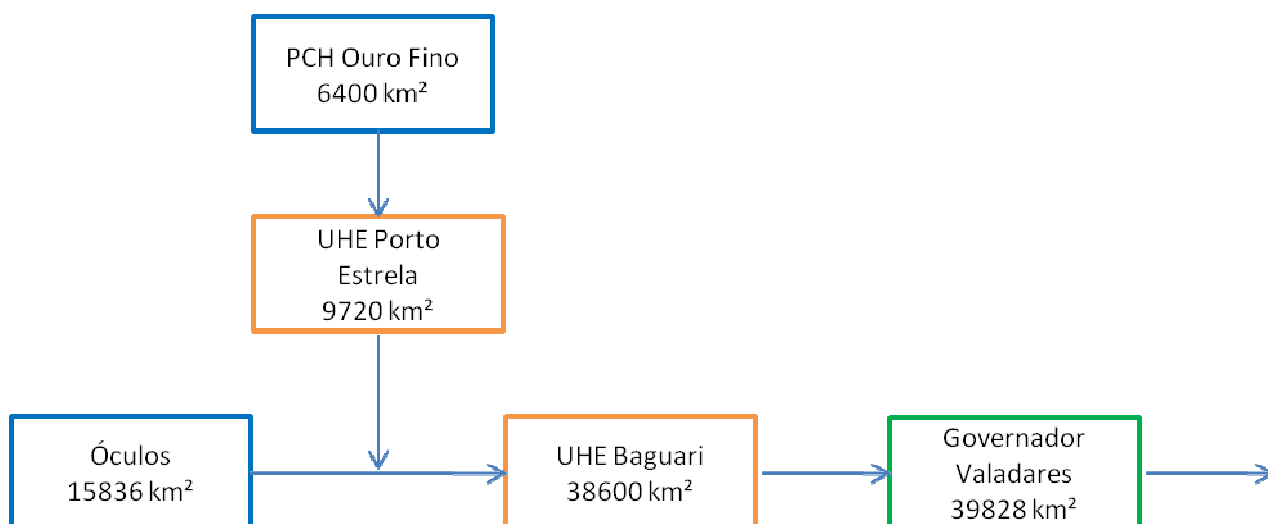 PCH Ouro Fino
6400 km²
UHE Porto
Estrela
9720 km²
Óculos
15836 km²
UHE Baguari
38600 km²
Governador
Valadares
39828 km²